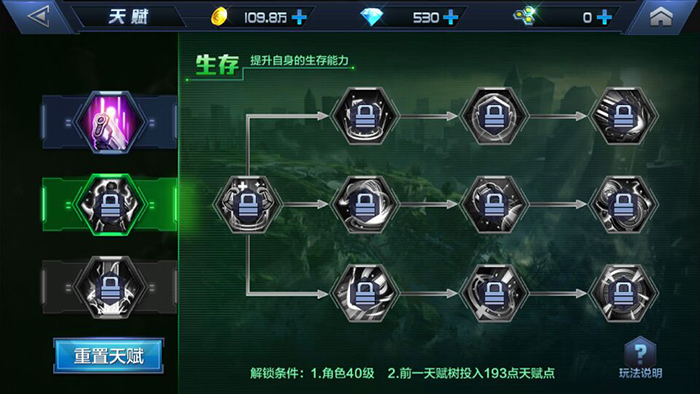 天赋
109.8万
530
0
生存 提升自身的生存能力
重置天赋
解锁条件：1.角色40级 2.前一天赋树投入193点天赋点
?
玩法说明